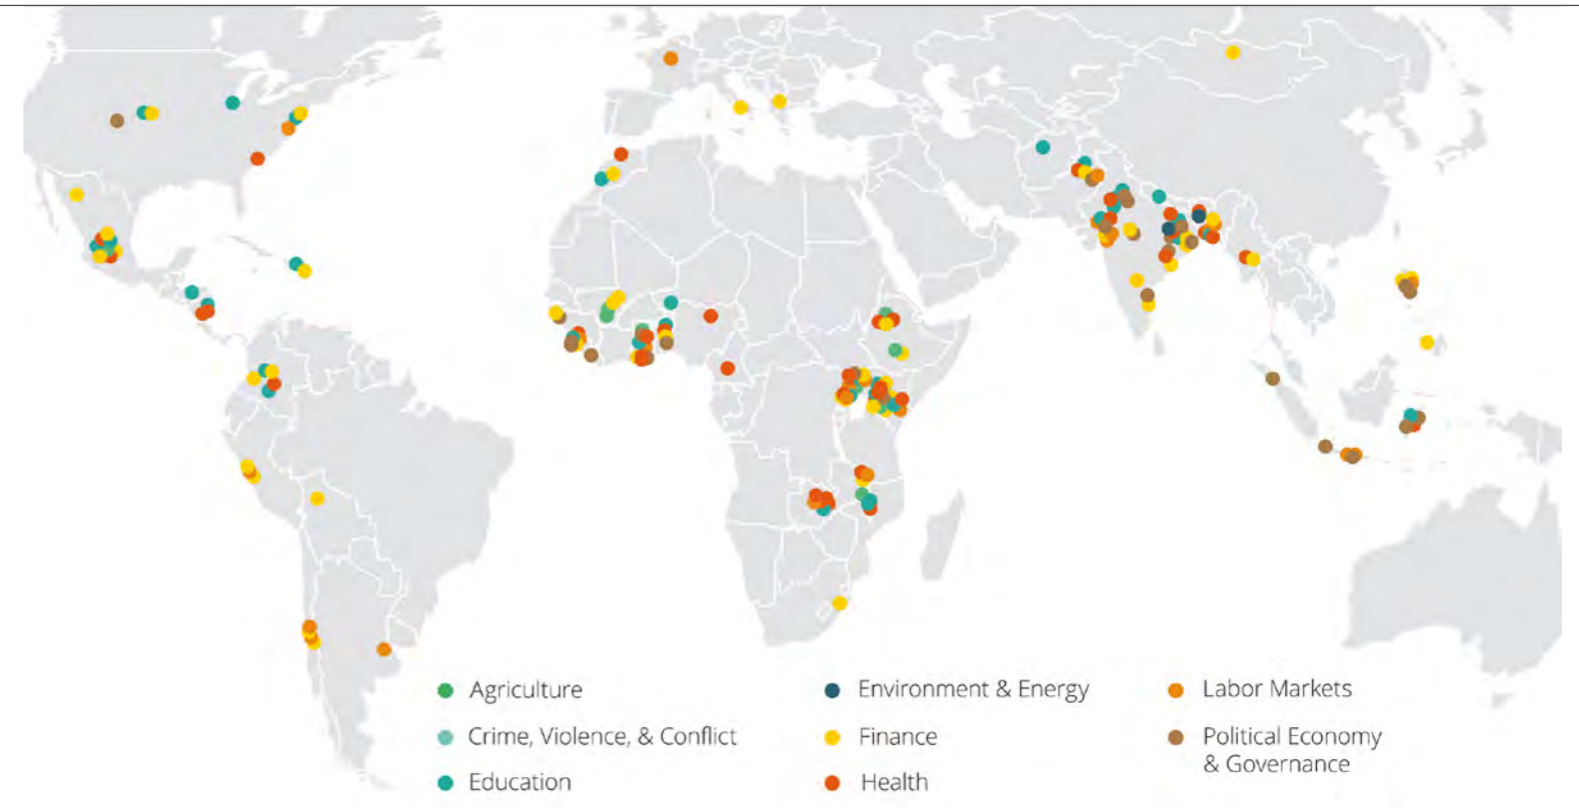 Agriculture
Crime, Violence, & Conflict
Education
Environment & Energy
Finance
Health
Labor Markets
Political Economy
& Governance